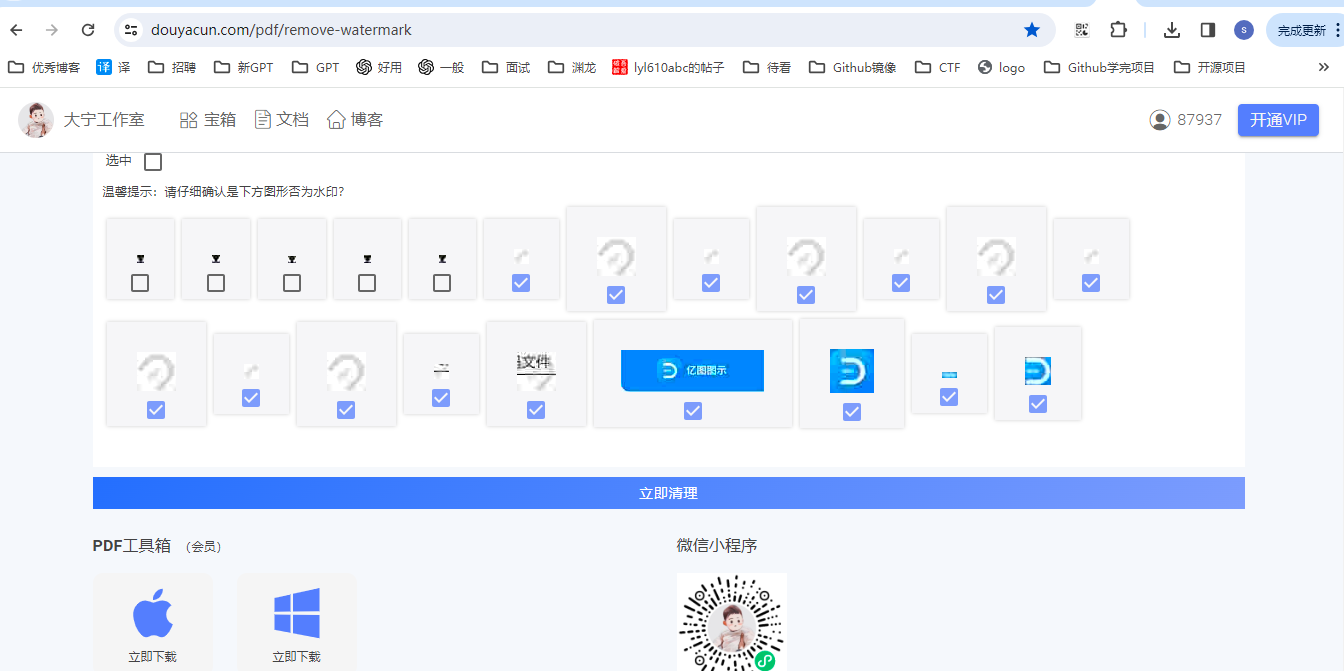 douyacun.com/pdf/remove-watermark
S
完成更新
优秀博客
译 译
招聘
新GPT
GPT
好用
一般
面试
渊龙
lyl610abc的帖子
待看
Github镜像
CTF
logo
Github学完项目
开源项目
大宁工作室
宝箱
文档
博客
87937
开通VIP
选中
温馨提示：请仔细确认是下方图形否为水印?
文件
亿图图示
立即清理
PDF工具箱 （会员）
微信小程序
立即下载
立即下载